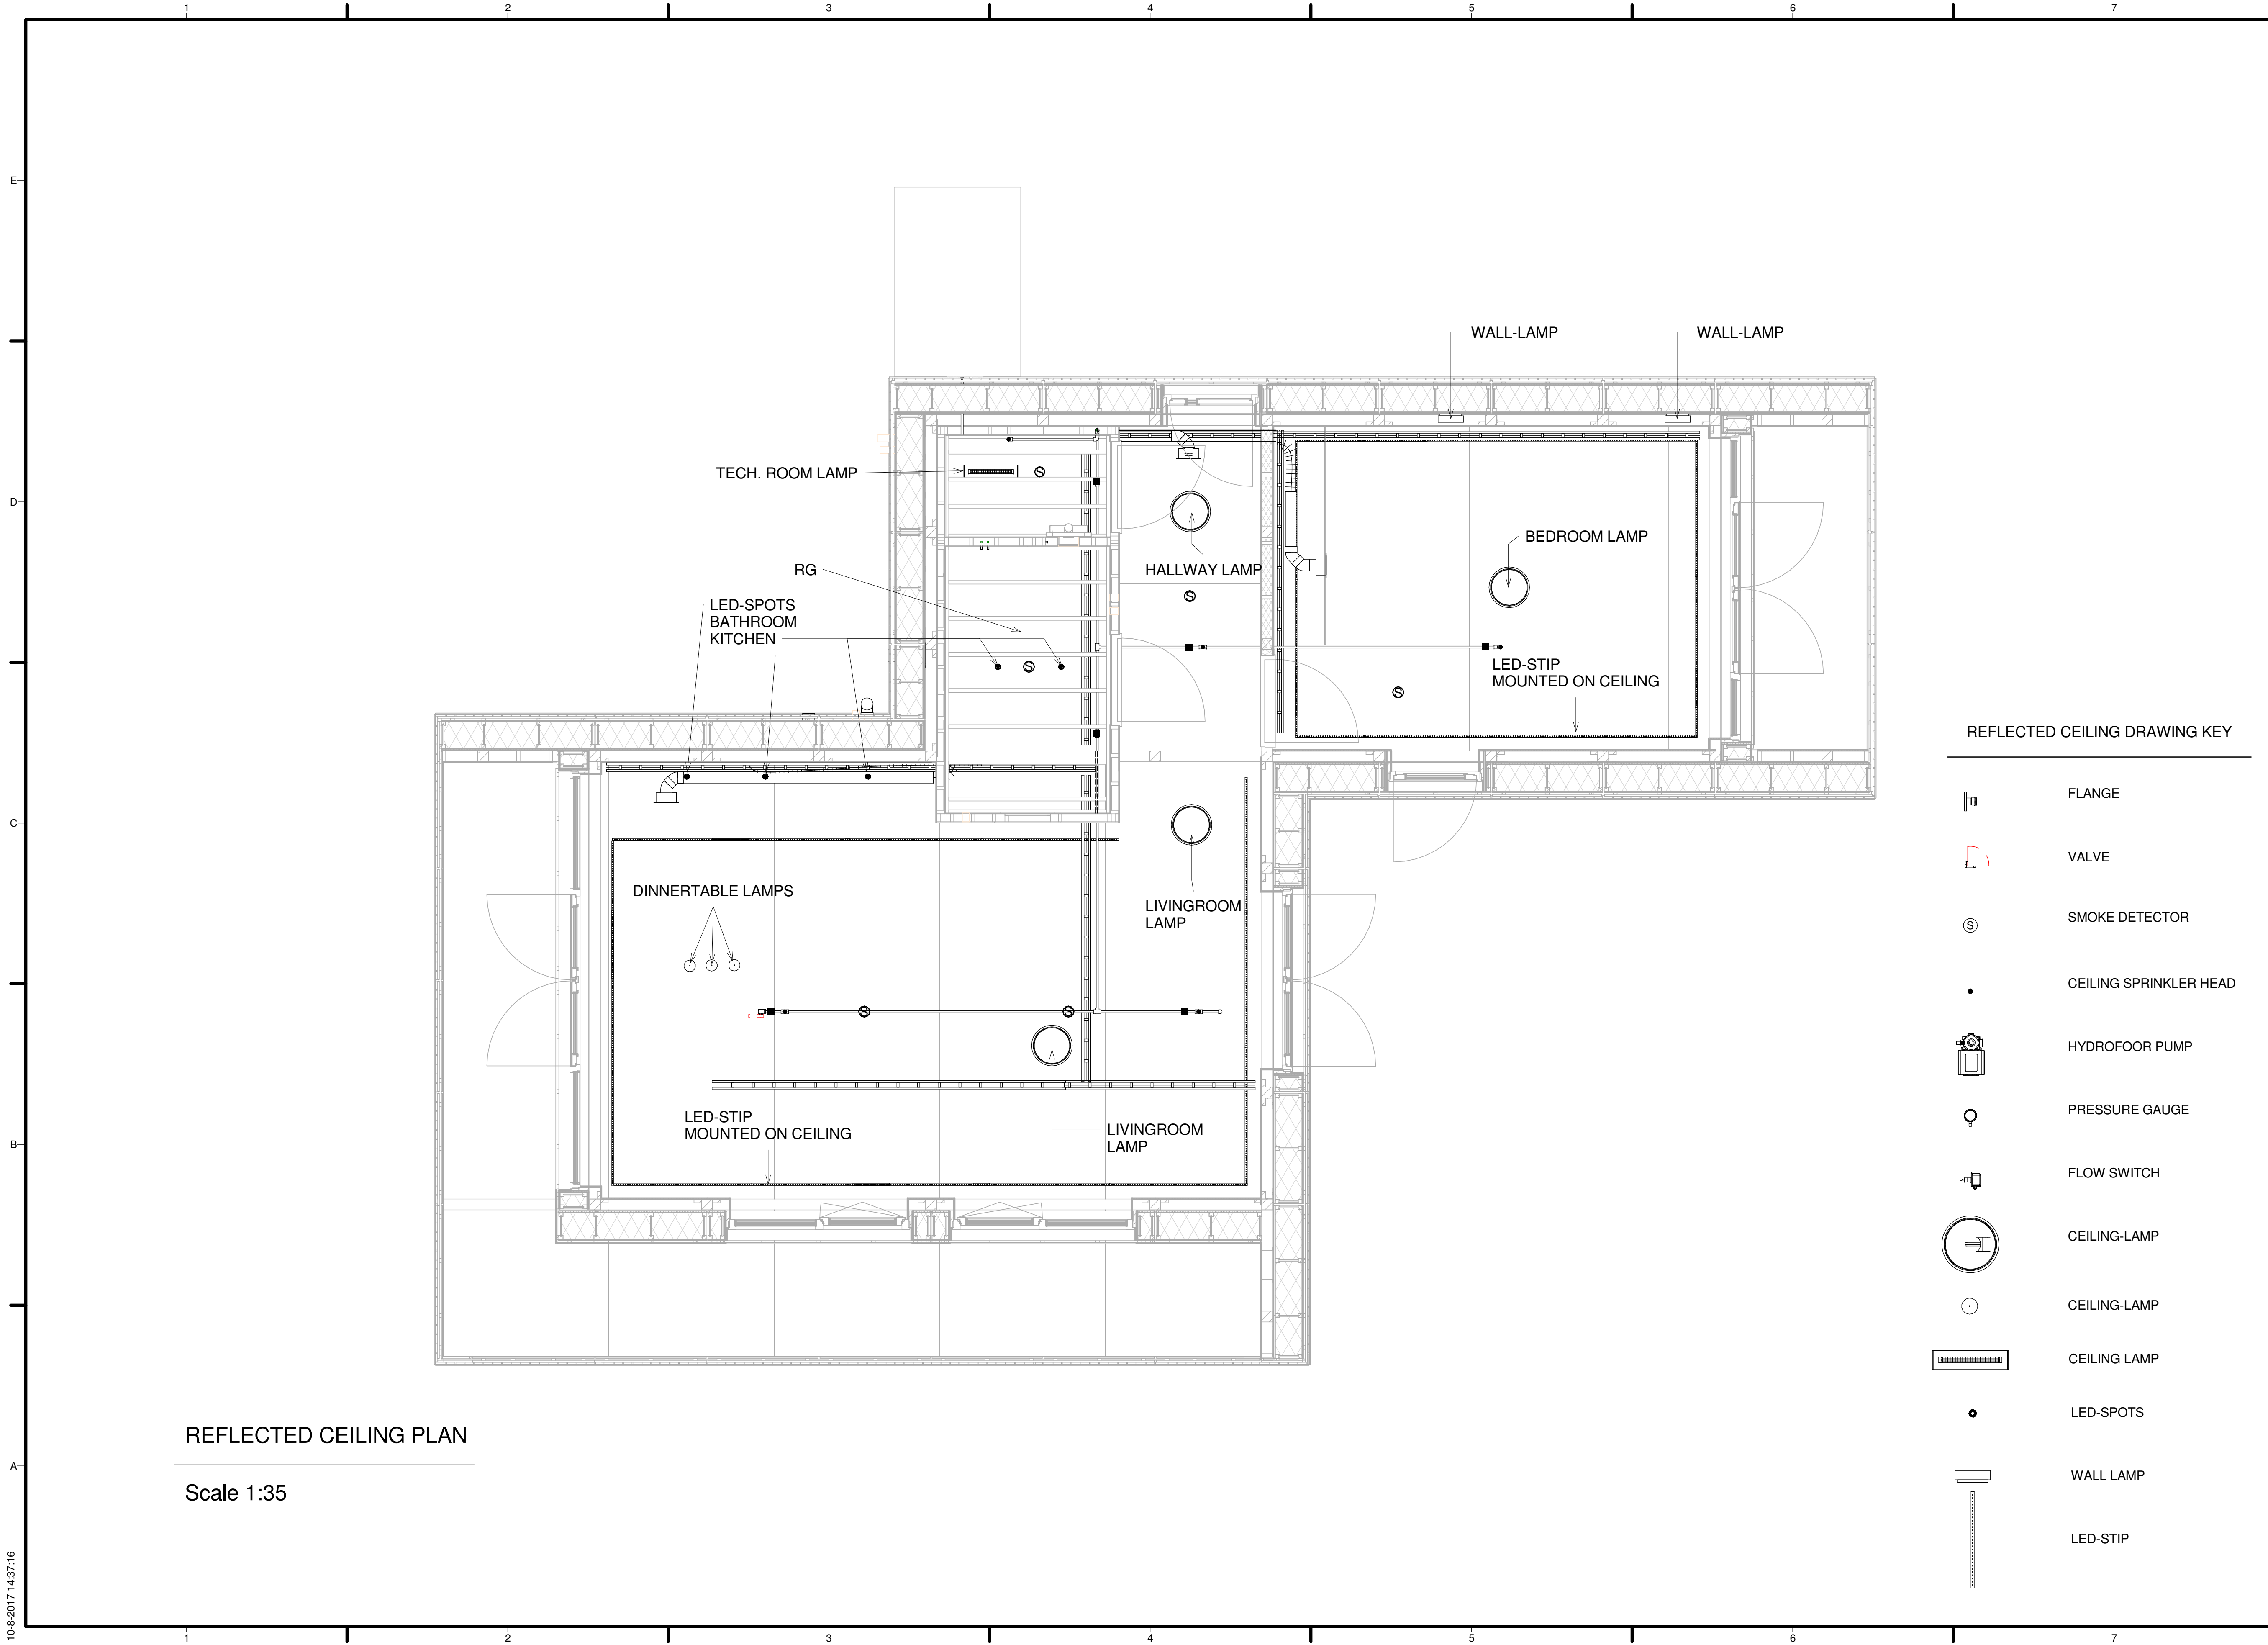 1 2 3 4 5 6 7
E
WALL-LAMP WALL-LAMP
TECH. ROOM LAMP
S
D
BEDROOM LAMP
RG
HALLWAY LAMP
S
LED-SPOTS
BATHROOM
KITCHEN
S
LED-STIP
MOUNTED ON CEILING
S
REFLECTED CEILING DRAWING KEY
FLANGE
C
VALVE
DINNERTABLE LAMPS
LIVINGROOM
LAMP
S SMOKE DETECTOR
CEILING SPRINKLER HEAD
S S
HYDROFOOR PUMP
LED-STIP
MOUNTED ON CEILING
PRESSURE GAUGE
LIVINGROOM
LAMP
B
FLOW SWITCH
CEILING-LAMP
CEILING-LAMP
CEILING LAMP
LED-SPOTS
REFLECTED CEILING PLAN
A
WALL LAMP
Scale 1:35
LED-STIP
10-8-2017 14:37:16
1 2 3 4 5 6 7